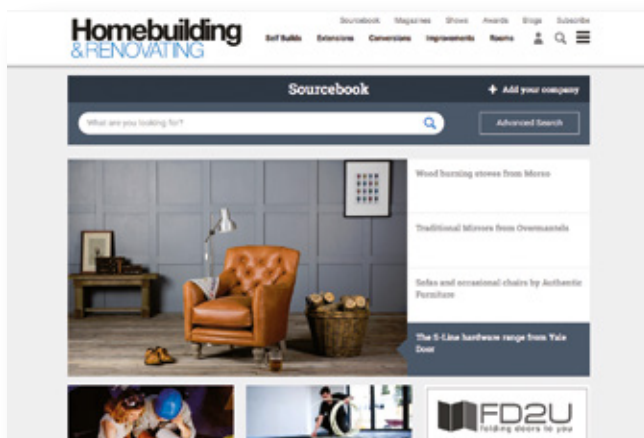 Homebuilding
& RENOVATING
Sourcebook Magazines Shows Awards Blogs Subscribe
Self Builds Extensions Conversions Improvements Rooms
Sourcebook
+ Add your company
What are you looking for?
Advanced Search
Wood burning stoves from Morso
Traditional Mirrors from Overmantels
Sofas and occasional chairs by Authentic
Furniture
The S-Line hardware range from Yale
Door
FD2U
folding doors to you